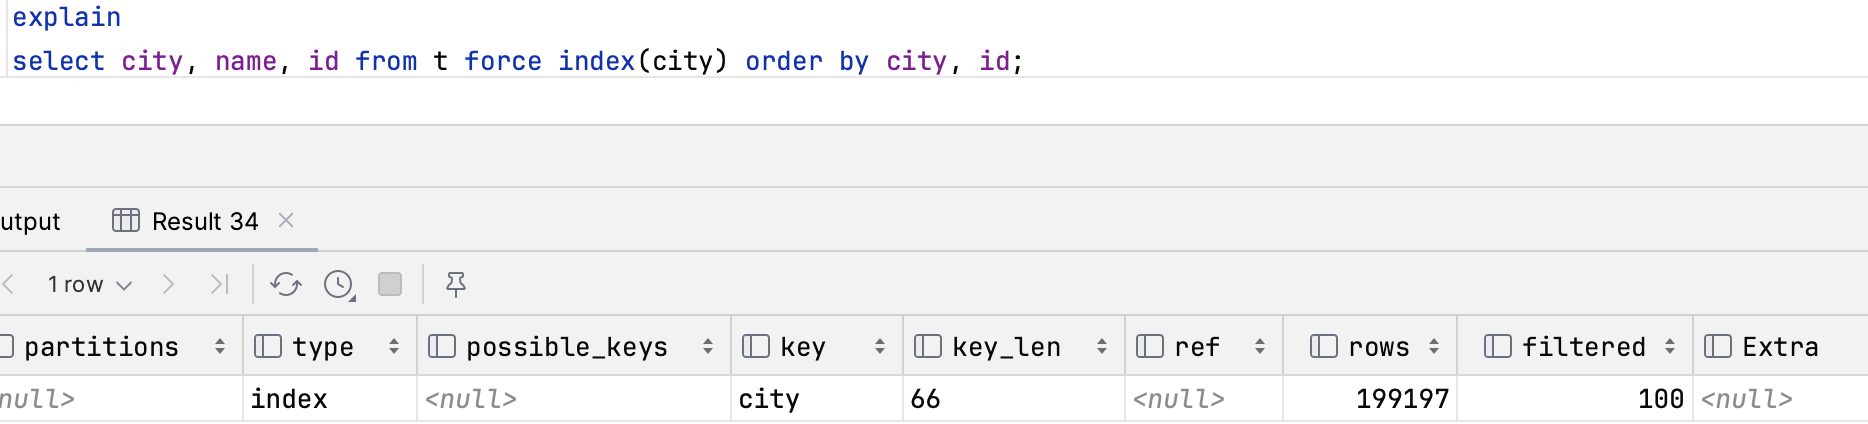 explain
select city, name, id from t force index(city) order by city, id;
utput Result 34
1 row
partitions type possible_keys key key_len ref rows filtered Extra
null> index <null> city 66 <null> 199197 100 <null>